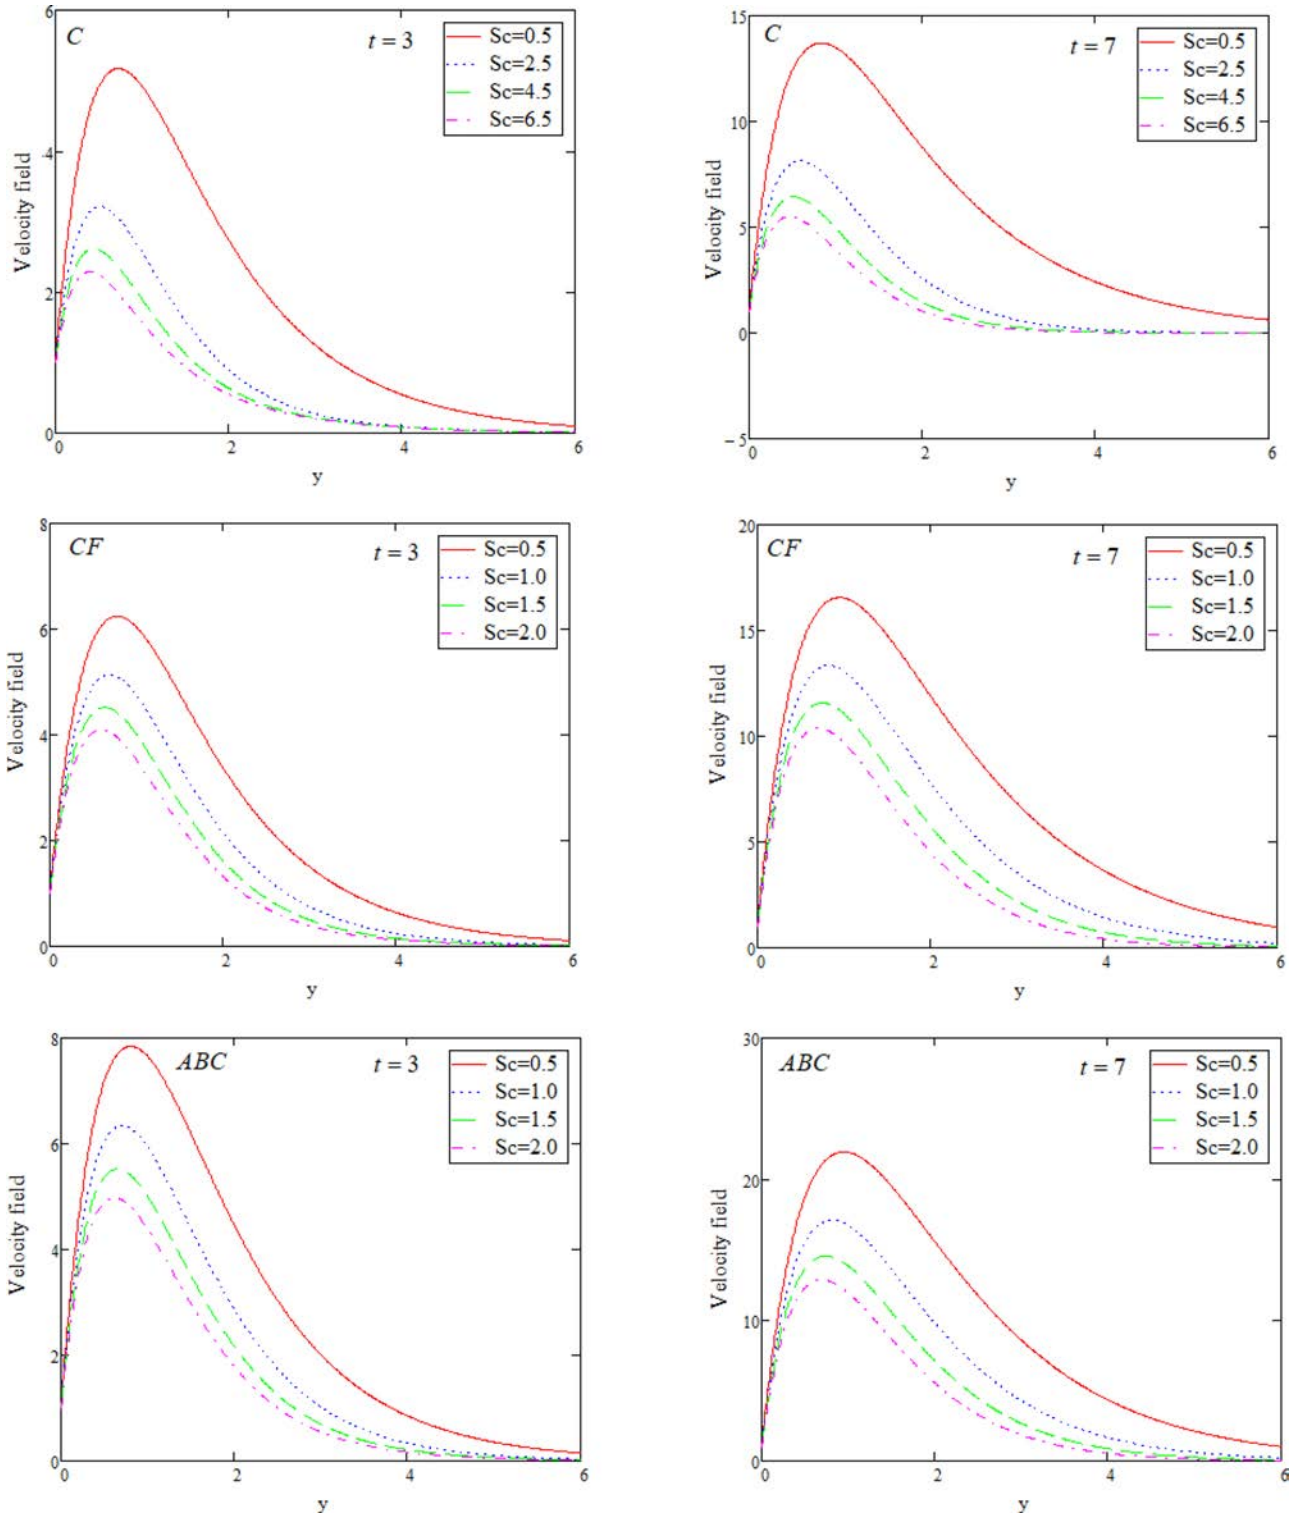 6
C
t = 3
Sc=0.5
Sc=2.5
Sc=4.5
Sc=6.5
4
Velocity field
2
0
0
2
4
6
y
15
C
t = 7
Sc=0.5
Sc=2.5
Sc=4.5
Sc=6.5
10
Velocity field
5
0
−5
0
2
4
6
y
8
CF
t = 3
Sc=0.5
Sc=1.0
Sc=1.5
Sc=2.0
6
Velocity field
4
2
0
0
2
4
6
y
20
CF
t = 7
Sc=0.5
Sc=1.0
Sc=1.5
Sc=2.0
15
Velocity field
10
5
0
0
2
4
6
y
8
ABC
t = 3
Sc=0.5
Sc=1.0
Sc=1.5
Sc=2.0
6
Velocity field
4
2
0
0
2
4
6
y
30
ABC
t = 7
Sc=0.5
Sc=1.0
Sc=1.5
Sc=2.0
20
Velocity field
10
0
0
2
4
6
y